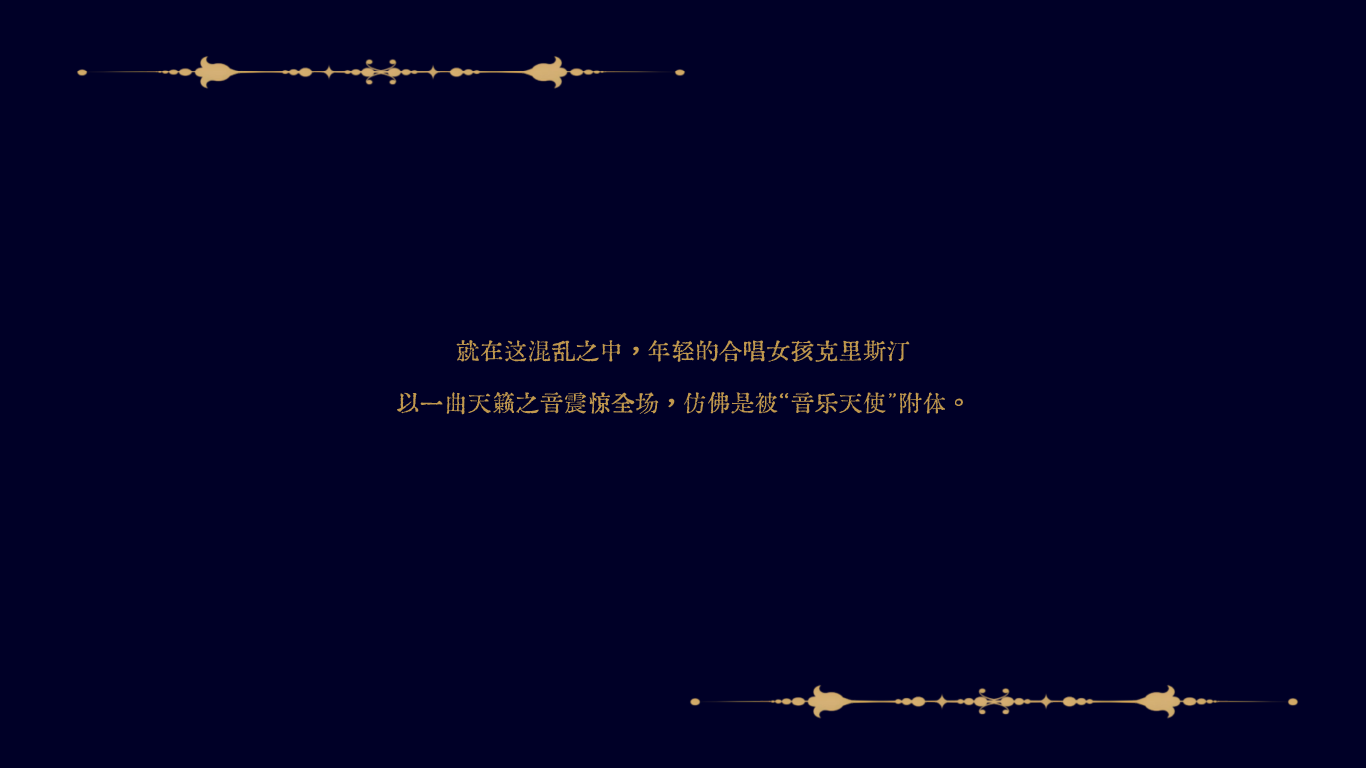 就在这混乱之中，年轻的合唱女孩克里斯汀
以一曲天籁之音震惊全场，仿佛是被“音乐天使”附体。